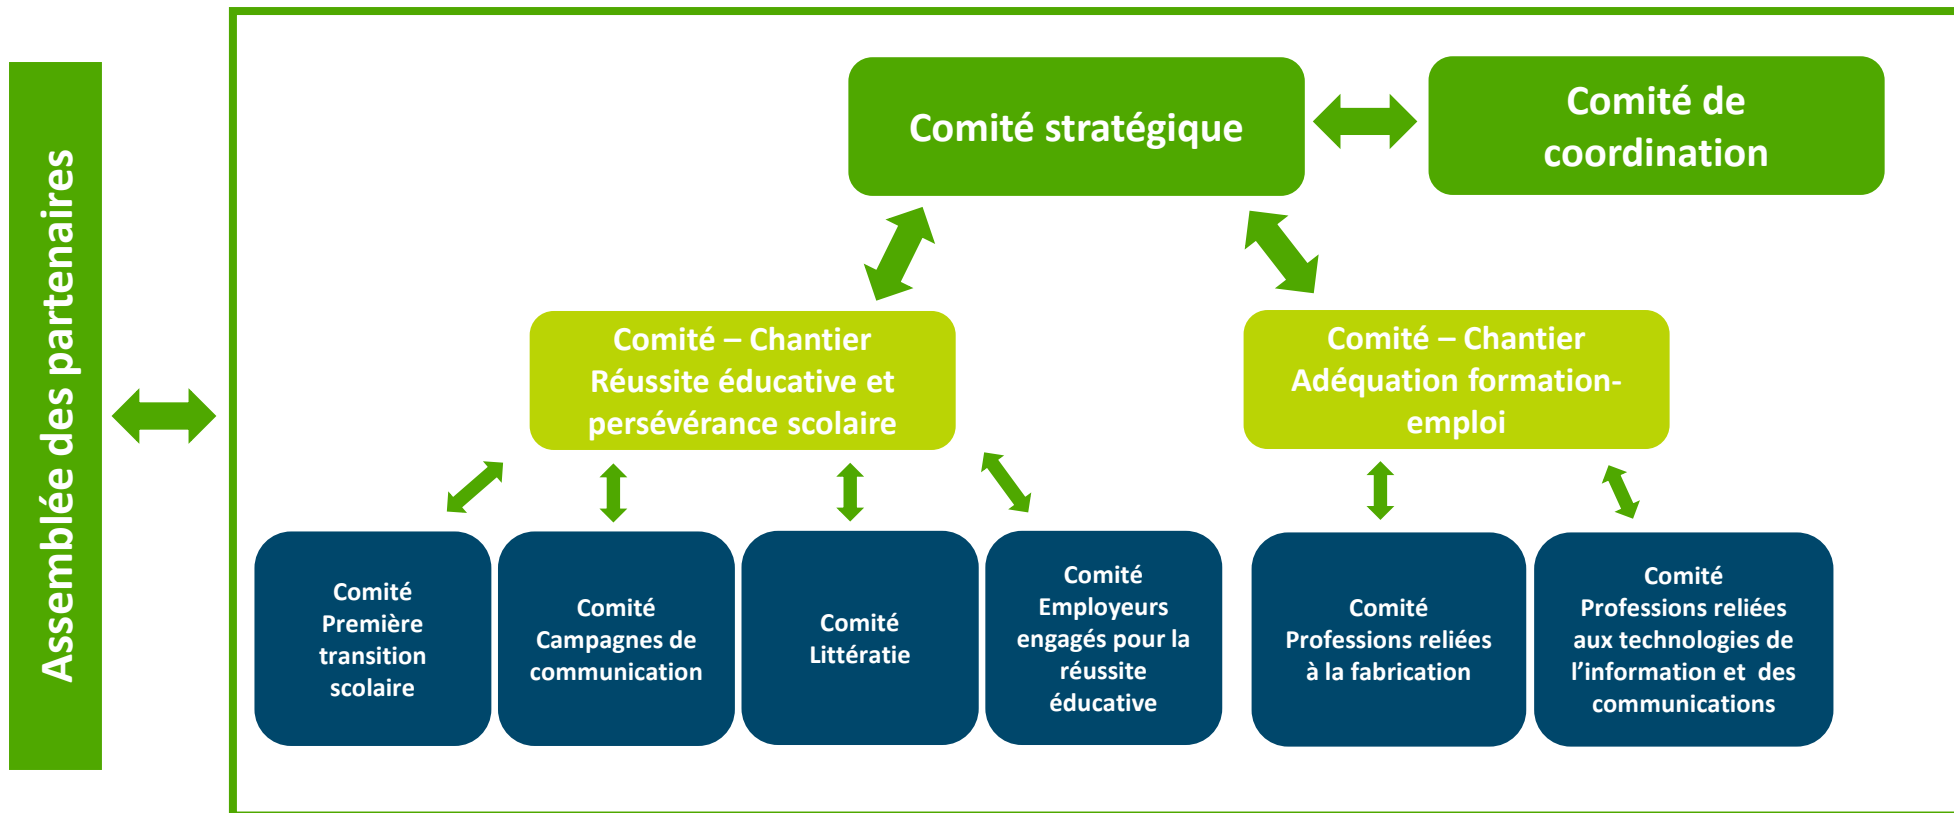 Assemblée des partenaires
Comité stratégique
Comité de
coordination
Comité – Chantier
Réussite éducative et
persévérance scolaire
Comité – Chantier
Adéquation formation-
emploi
Comité
Première
transition
scolaire
Comité
Campagnes de
communication
Comité
Littératie
Comité
Employeurs
engagés pour la
réussite
éducative
Comité
Professions reliées
à la fabrication
Comité
Professions reliées
aux technologies de
l’information et  des
communications